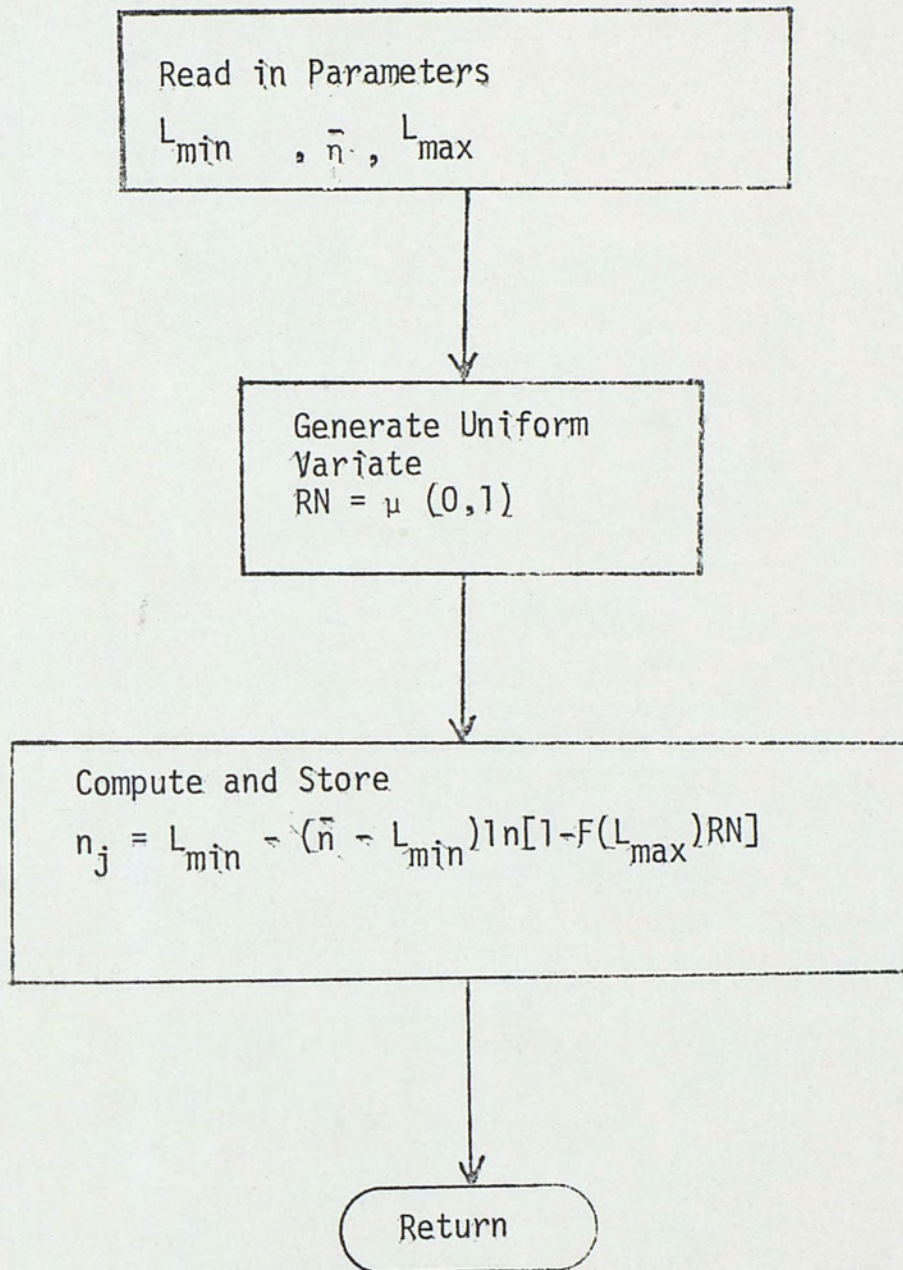 Read in Parameters
L_min , n̄ , L_max
Generate Uniform
Variate
RN = μ (0,1)
Compute and Store
n_j = L_min - (n̄ - L_min)ln[1-F(L_max)RN]
Return